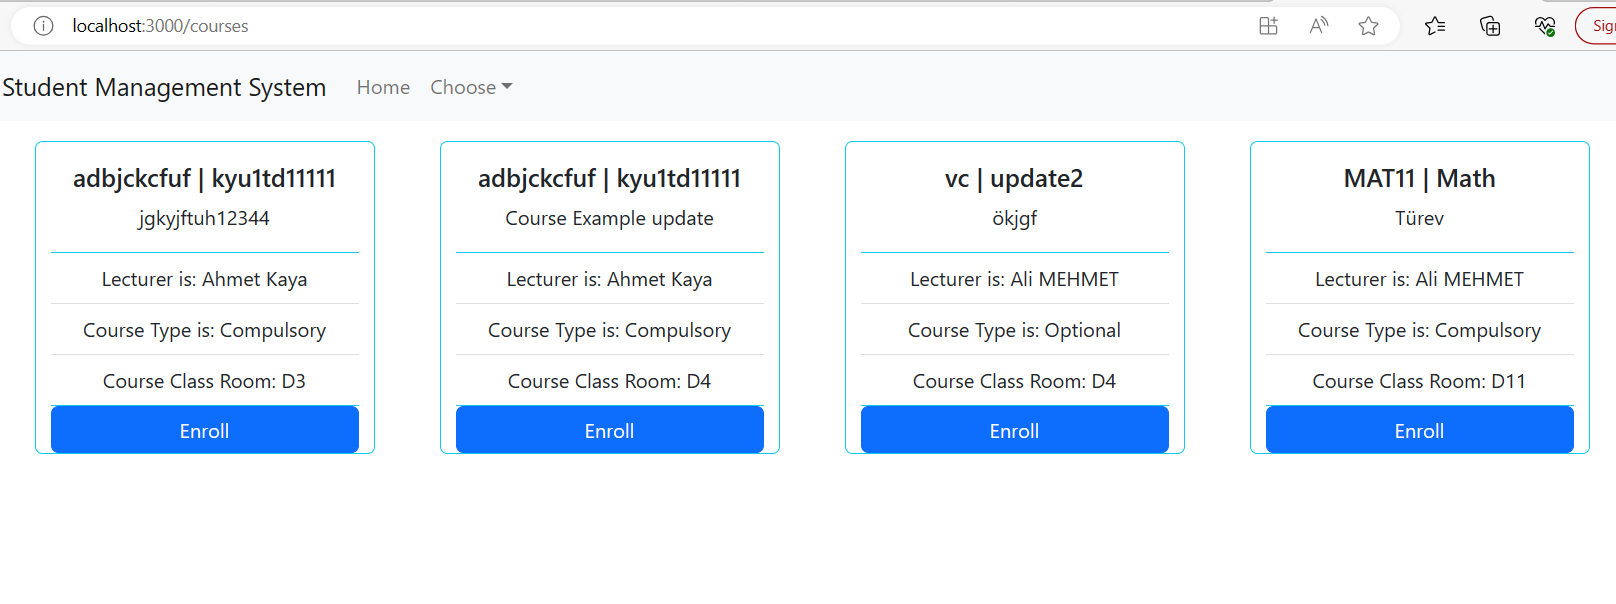 localhost:3000/courses
Student Management System Home Choose
adbjckcfuf | kyu1td11111
jgkyjftuh12344
Lecturer is: Ahmet Kaya
Course Type is: Compulsory
Course Class Room: D3
Enroll
adbjckcfuf | kyu1td11111
Course Example update
Lecturer is: Ahmet Kaya
Course Type is: Compulsory
Course Class Room: D4
Enroll
vc | update2
ökjgf
Lecturer is: Ali MEHMET
Course Type is: Optional
Course Class Room: D4
Enroll
MAT11 | Math
Türev
Lecturer is: Ali MEHMET
Course Type is: Compulsory
Course Class Room: D11
Enroll